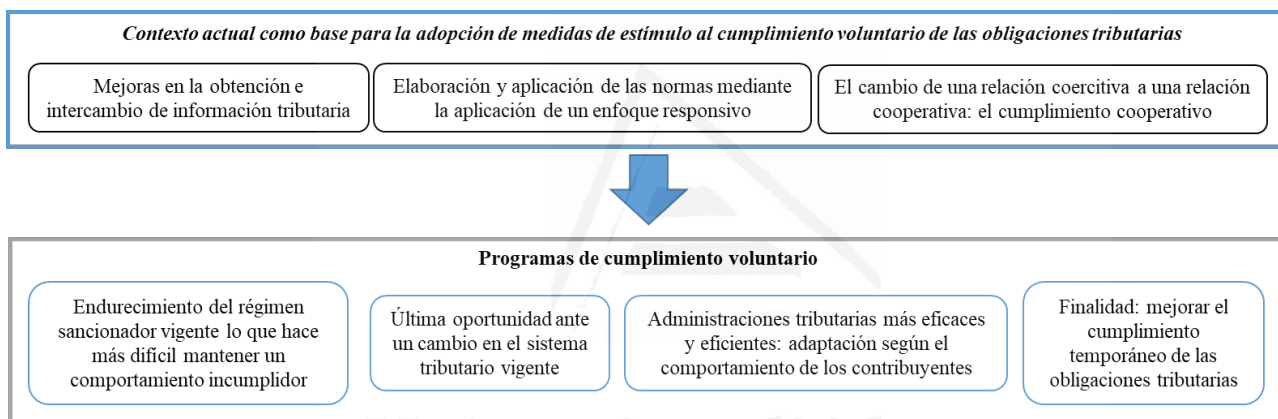 Contexto actual como base para la adopción de medidas de estímulo al cumplimiento voluntario de las obligaciones tributarias
Mejoras en la obtención e
intercambio de información tributaria
Elaboración y aplicación de las normas mediante
la aplicación de un enfoque responsivo
El cambio de una relación coercitiva a una relación
cooperativa: el cumplimiento cooperativo
Programas de cumplimiento voluntario
Endurecimiento del régimen
sancionador vigente lo que hace
más difícil mantener un
comportamiento incumplidor
Última oportunidad ante
un cambio en el sistema
tributario vigente
Administraciones tributarias más eficaces
y eficientes: adaptación según el
comportamiento de los contribuyentes
Finalidad: mejorar el
cumplimiento
temporáneo de las
obligaciones tributarias